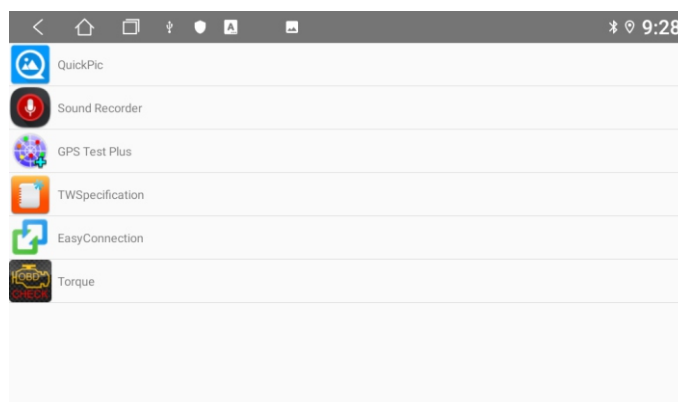 A
9:28
QuickPic
Sound Recorder
GPS Test Plus
TWSpecification
EasyConnection
OBD
CHECK
Torque